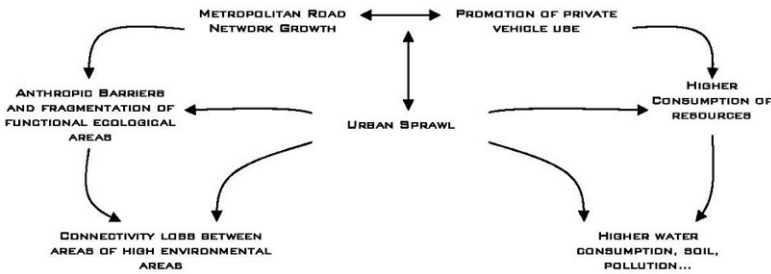 METROPOLITAN ROAD
NETWORK GROWTH
PROMOTION OF PRIVATE
VEHICLE USE
ANTHROPIC BARRIERS
AND FRAGMENTATION OF
FUNCTIONAL ECOLOGICAL
AREAS
URBAN SPRAWL
HIGHER
CONSUMPTION OF
RESOURCES
CONNECTIVITY LOSS BETWEEN
AREAS OF HIGH ENVIRONMENTAL
AREAS
HIGHER WATER
CONSUMPTION, SOIL,
POLLUTION...